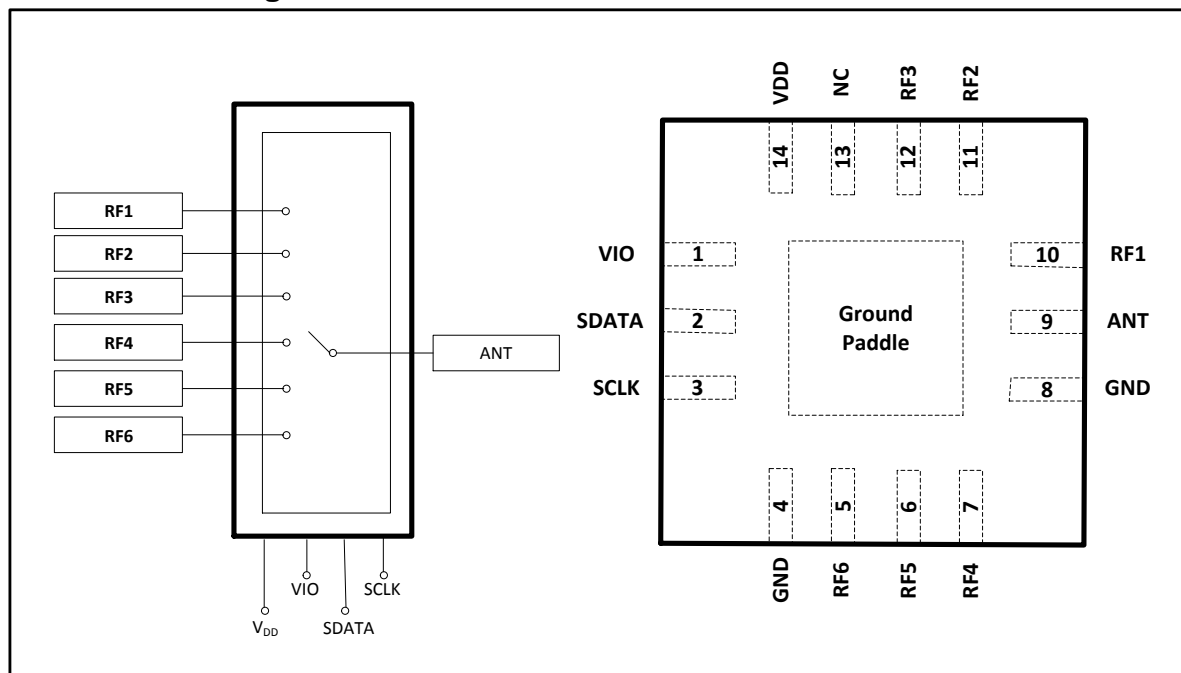 RF1
RF2
RF3
RF4
RF5
RF6
ANT
VDD
VIO
SDATA
SCLK
VDD
NC
RF3
RF2
14
13
12
11
VIO
1
SDATA
2
SCLK
3
Ground
Paddle
10
RF1
9
ANT
8
GND
4
5
6
7
GND
RF6
RF5
RF4